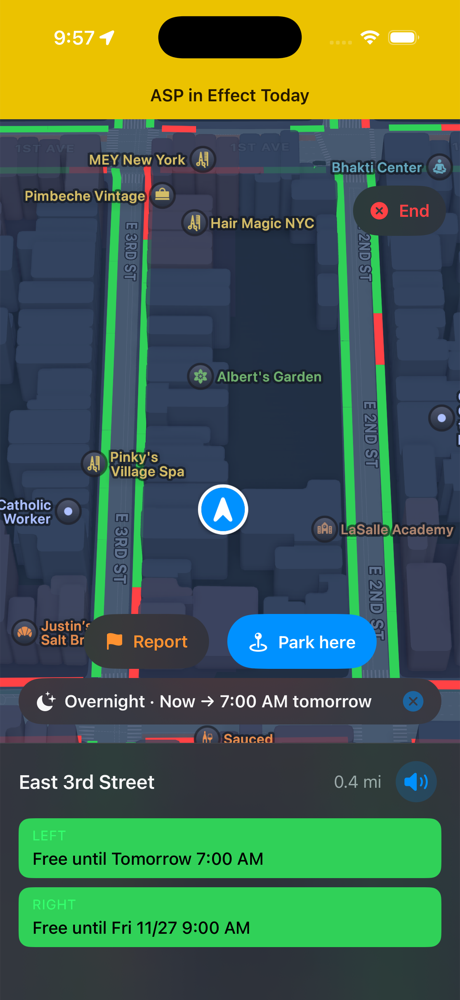 9:57
ASP in Effect Today
1ST AVE
1ST AVE
MEY New York
Bhakti Center
Pimbeche Vintage
End
Hair Magic NYC
E 3RD ST
E 2ND ST
Albert's Garden
E 2ND ST
Pinky's
Village Spa
Catholic
Worker
E 3RD ST
LaSalle Academy
E 2ND ST
Justin's
Salt Br
Report
Park here
Overnight · Now → 7:00 AM tomorrow
Sauced
East 3rd Street
0.4 mi
LEFT
Free until Tomorrow 7:00 AM
RIGHT
Free until Fri 11/27 9:00 AM